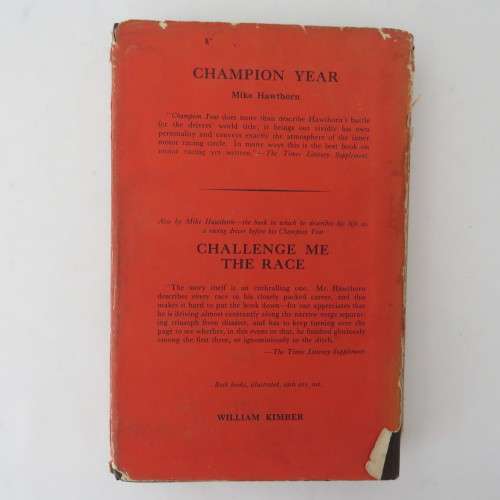 CHAMPION YEAR
Mike Hawthorn
"Champion Year does more than describe Hawthorn's battle
for the drivers' world title; it brings out vividly his own
personality and conveys exactly the atmosphere of the inner
motor racing circle. In many ways this is the best book on
motor racing yet written."—The Times Literary Supplement.
Also by Mike Hawthorn—the book in which he describes his life as
a racing driver before his Champion Year
CHALLENGE ME
THE RACE
"The story itself is an enthralling one. Mr. Hawthorn
describes every race in his closely packed career, and this
makes it hard to put the book down—for one appreciates that
he is driving almost constantly along the narrow verge separat-
ing triumph from disaster, and has to keep turning over the
page to see whether, in this event or that, he finished gloriously
among the first three, or ignominiously in the ditch."
—The Times Literary Supplement
Both books, illustrated, each 21s. net.
WILLIAM KIMBER